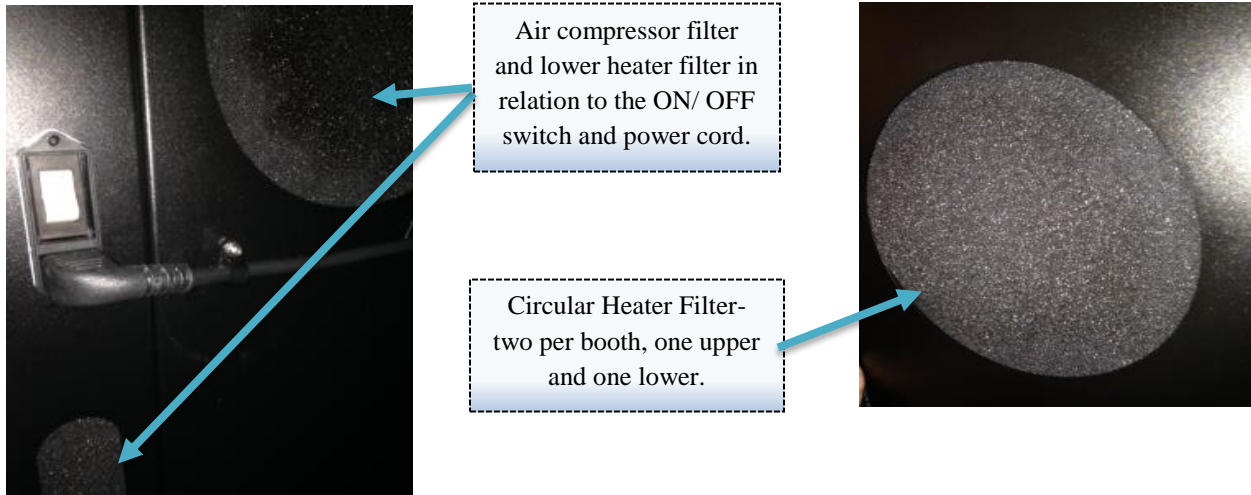 Air compressor filter
and lower heater filter in
relation to the ON/ OFF
switch and power cord.
Circular Heater Filter-
two per booth, one upper
and one lower.